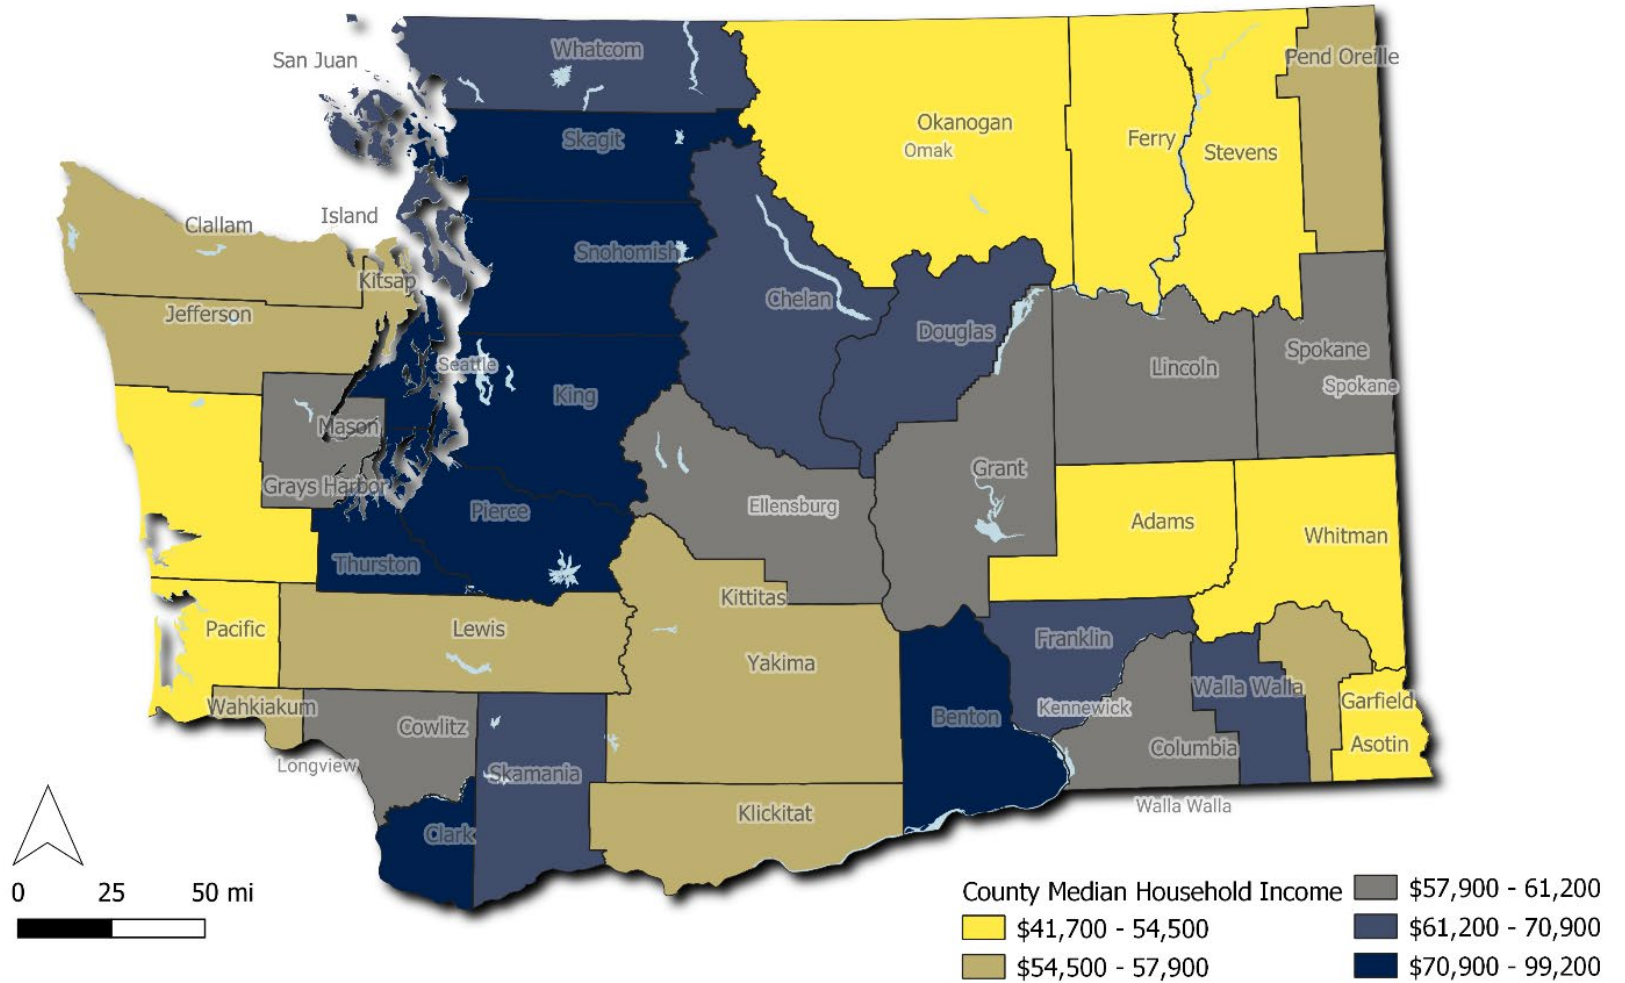 Whatcom
San Juan
Pend Oreille
Skagit
Okanogan
Omak
Ferry
Stevens
Clallam
Island
Snohomish
Kitsap
Chelan
Jefferson
Douglas
Seattle
Lincoln
Spokane
Spokane
King
Mason
Grant
Grays Harbor
Ellensburg
Pierce
Adams
Whitman
Thurston
Kittitas
Pacific
Lewis
Franklin
Yakima
Walla Walla
Wahkiakum
Kennewick
Garfield
Cowlitz
Benton
Columbia
Asotin
Longview
Skamania
Walla Walla
Klickitat
Clark
0 25 50 mi
County Median Household Income
$41,700 - 54,500
$54,500 - 57,900
$57,900 - 61,200
$61,200 - 70,900
$70,900 - 99,200